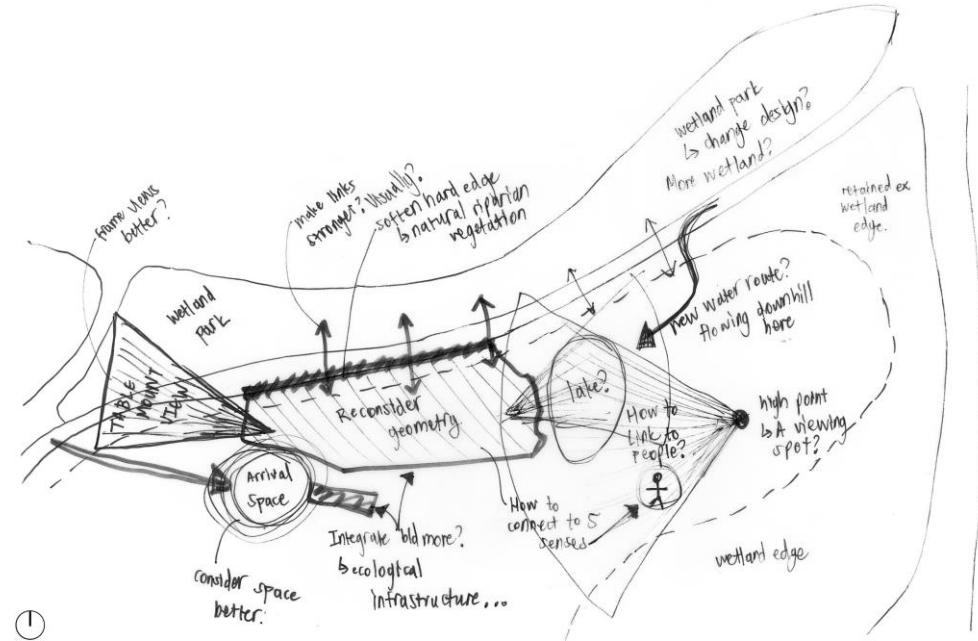 Frame views
better?
make links
stronger? Usually?
soften hard edge
↳ natural riparian
vegetation
wetland park
↳ change design?
More wetland?
retained ex
wetland
edge.
Wetland
Park
new water route?
flowing downhill
here
TABLE
MOUNT
VIEW
Reconsider
geometry
lake?
How to
link to
people?
high point
↳ A viewing
spot?
Arrival
Space
How to
connect to 5
senses
Integrate bld more?
↳ ecological
infrastructure...
consider space
better.
wetland edge